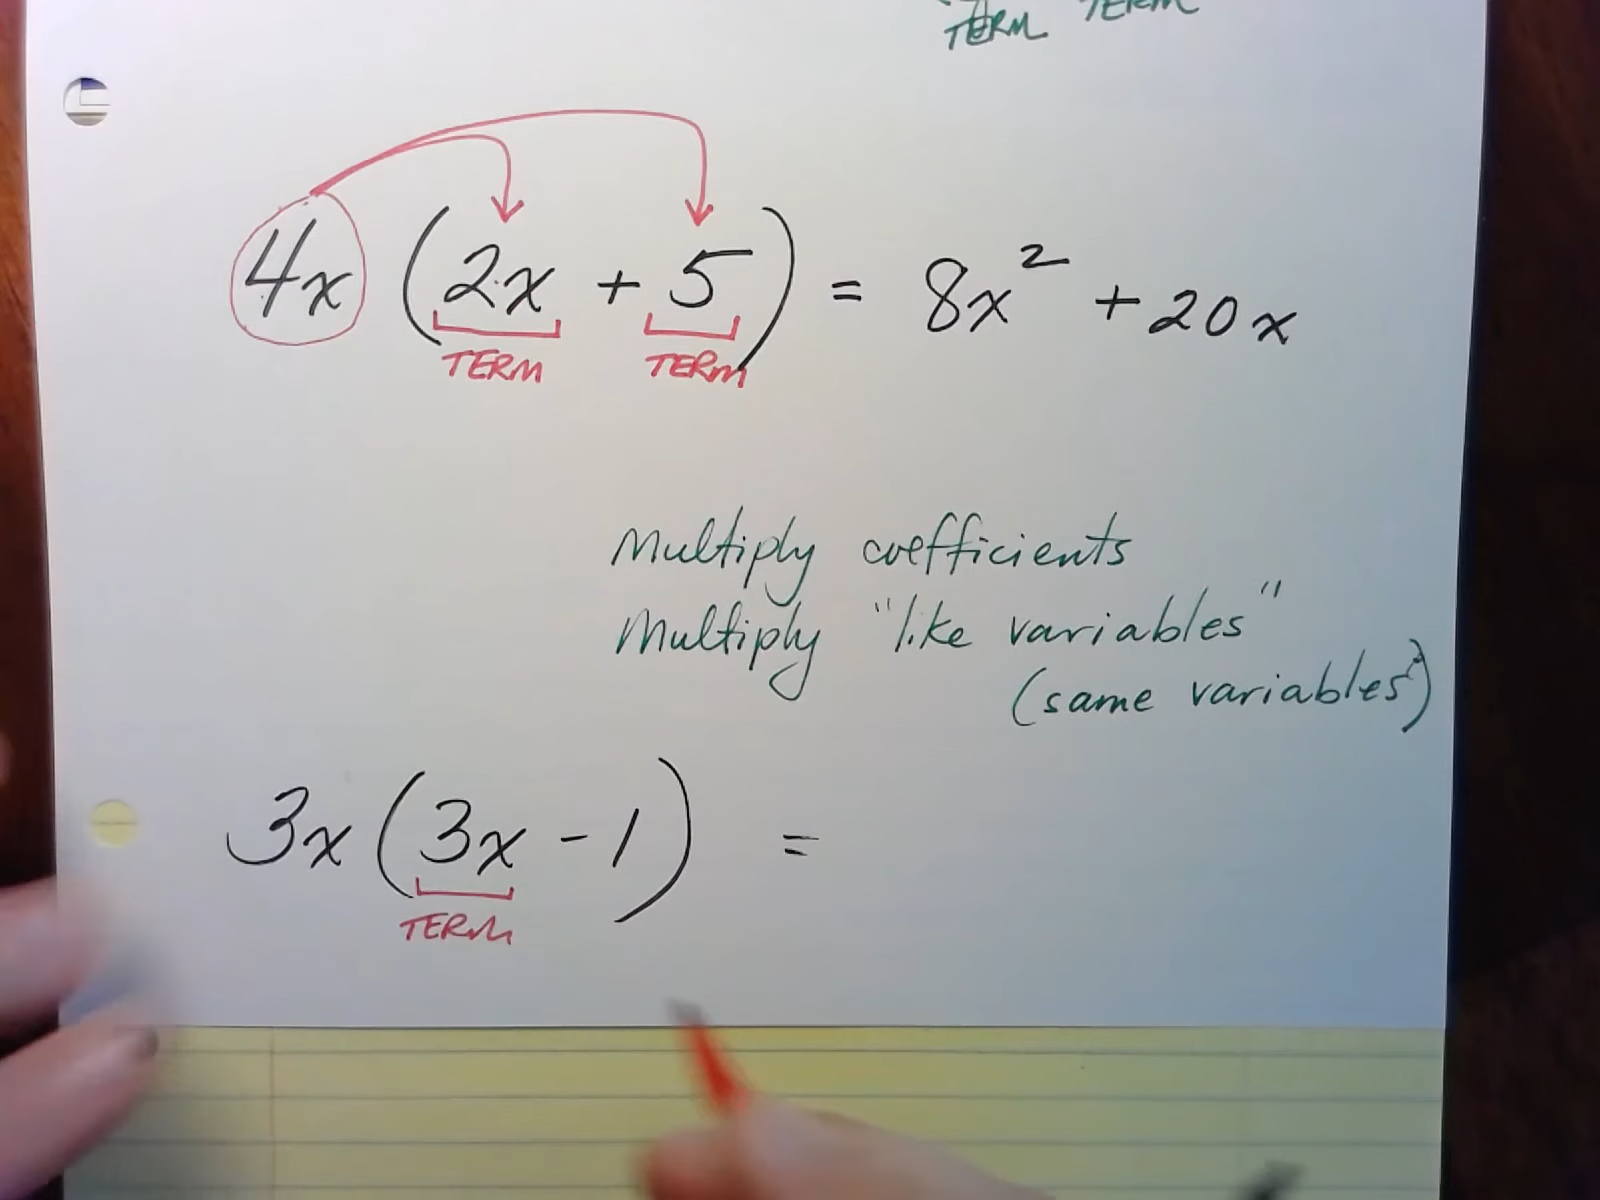 TERM TERM
4x (2x + 5) = 8x² + 20x
TERM TERM
Multiply coefficients
Multiply "like variables"
(same variables)
3x (3x - 1) =
TERM